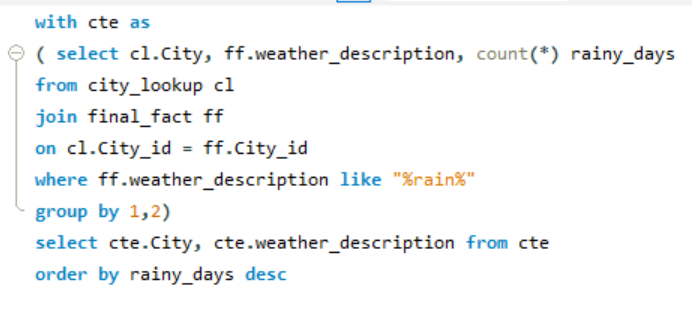 with cte as
( select cl.City, ff.weather_description, count(*) rainy_days
from city_lookup cl
join final_fact ff
on cl.City_id = ff.City_id
where ff.weather_description like "%rain%"
group by 1,2)
select cte.City, cte.weather_description from cte
order by rainy_days desc